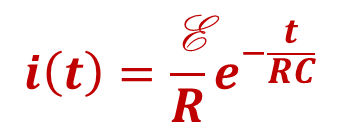 i(t) = ℰ/R e^{-t/(RC)}